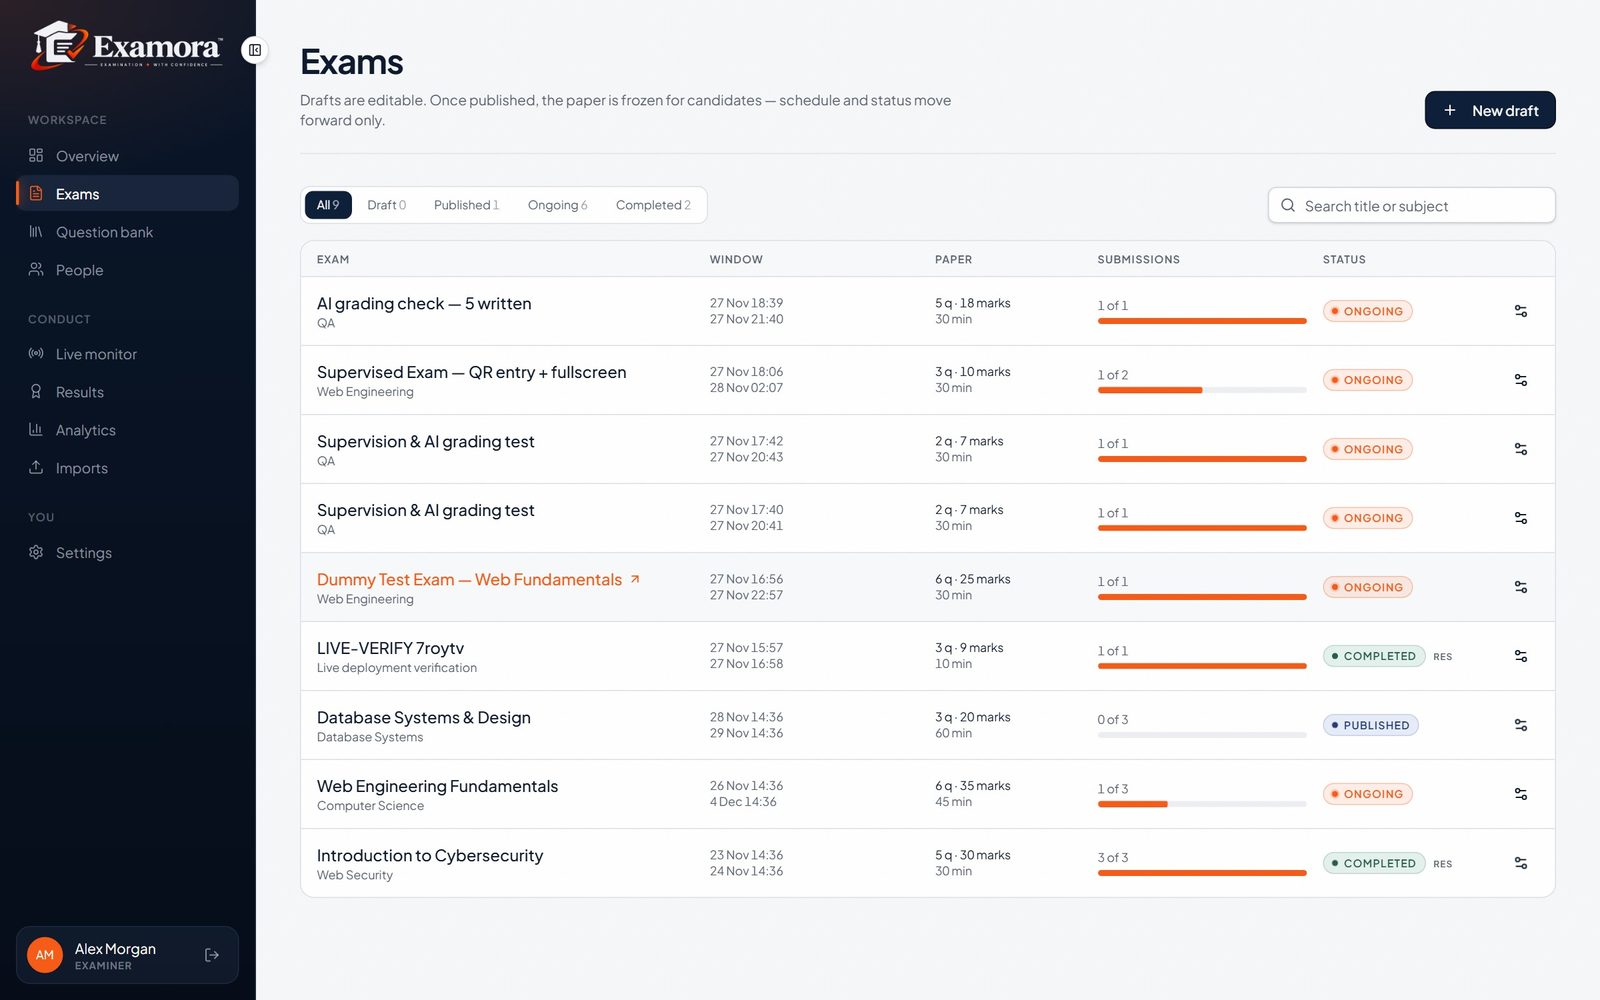 Examora™
EXAMINATION • WITH CONFIDENCE
WORKSPACE
Overview
Exams
Question bank
People
CONDUCT
Live monitor
Results
Analytics
Imports
YOU
Settings
AM
Alex Morgan
EXAMINER
Exams
Drafts are editable. Once published, the paper is frozen for candidates — schedule and status move
forward only.
+ New draft
All 9 Draft 0 Published 1 Ongoing 6 Completed 2
Search title or subject
EXAM WINDOW PAPER SUBMISSIONS STATUS
AI grading check — 5 written
QA
27 Nov 18:39
27 Nov 21:40
5 q · 18 marks
30 min
1 of 1
ONGOING
Supervised Exam — QR entry + fullscreen
Web Engineering
27 Nov 18:06
28 Nov 02:07
3 q · 10 marks
30 min
1 of 2
ONGOING
Supervision & AI grading test
QA
27 Nov 17:42
27 Nov 20:43
2 q · 7 marks
30 min
1 of 1
ONGOING
Supervision & AI grading test
QA
27 Nov 17:40
27 Nov 20:41
2 q · 7 marks
30 min
1 of 1
ONGOING
Dummy Test Exam — Web Fundamentals ↗
Web Engineering
27 Nov 16:56
27 Nov 22:57
6 q · 25 marks
30 min
1 of 1
ONGOING
LIVE-VERIFY 7roytv
Live deployment verification
27 Nov 15:57
27 Nov 16:58
3 q · 9 marks
10 min
1 of 1
COMPLETED RES
Database Systems & Design
Database Systems
28 Nov 14:36
29 Nov 14:36
3 q · 20 marks
60 min
0 of 3
PUBLISHED
Web Engineering Fundamentals
Computer Science
26 Nov 14:36
4 Dec 14:36
6 q · 35 marks
45 min
1 of 3
ONGOING
Introduction to Cybersecurity
Web Security
23 Nov 14:36
24 Nov 14:36
5 q · 30 marks
30 min
3 of 3
COMPLETED RES